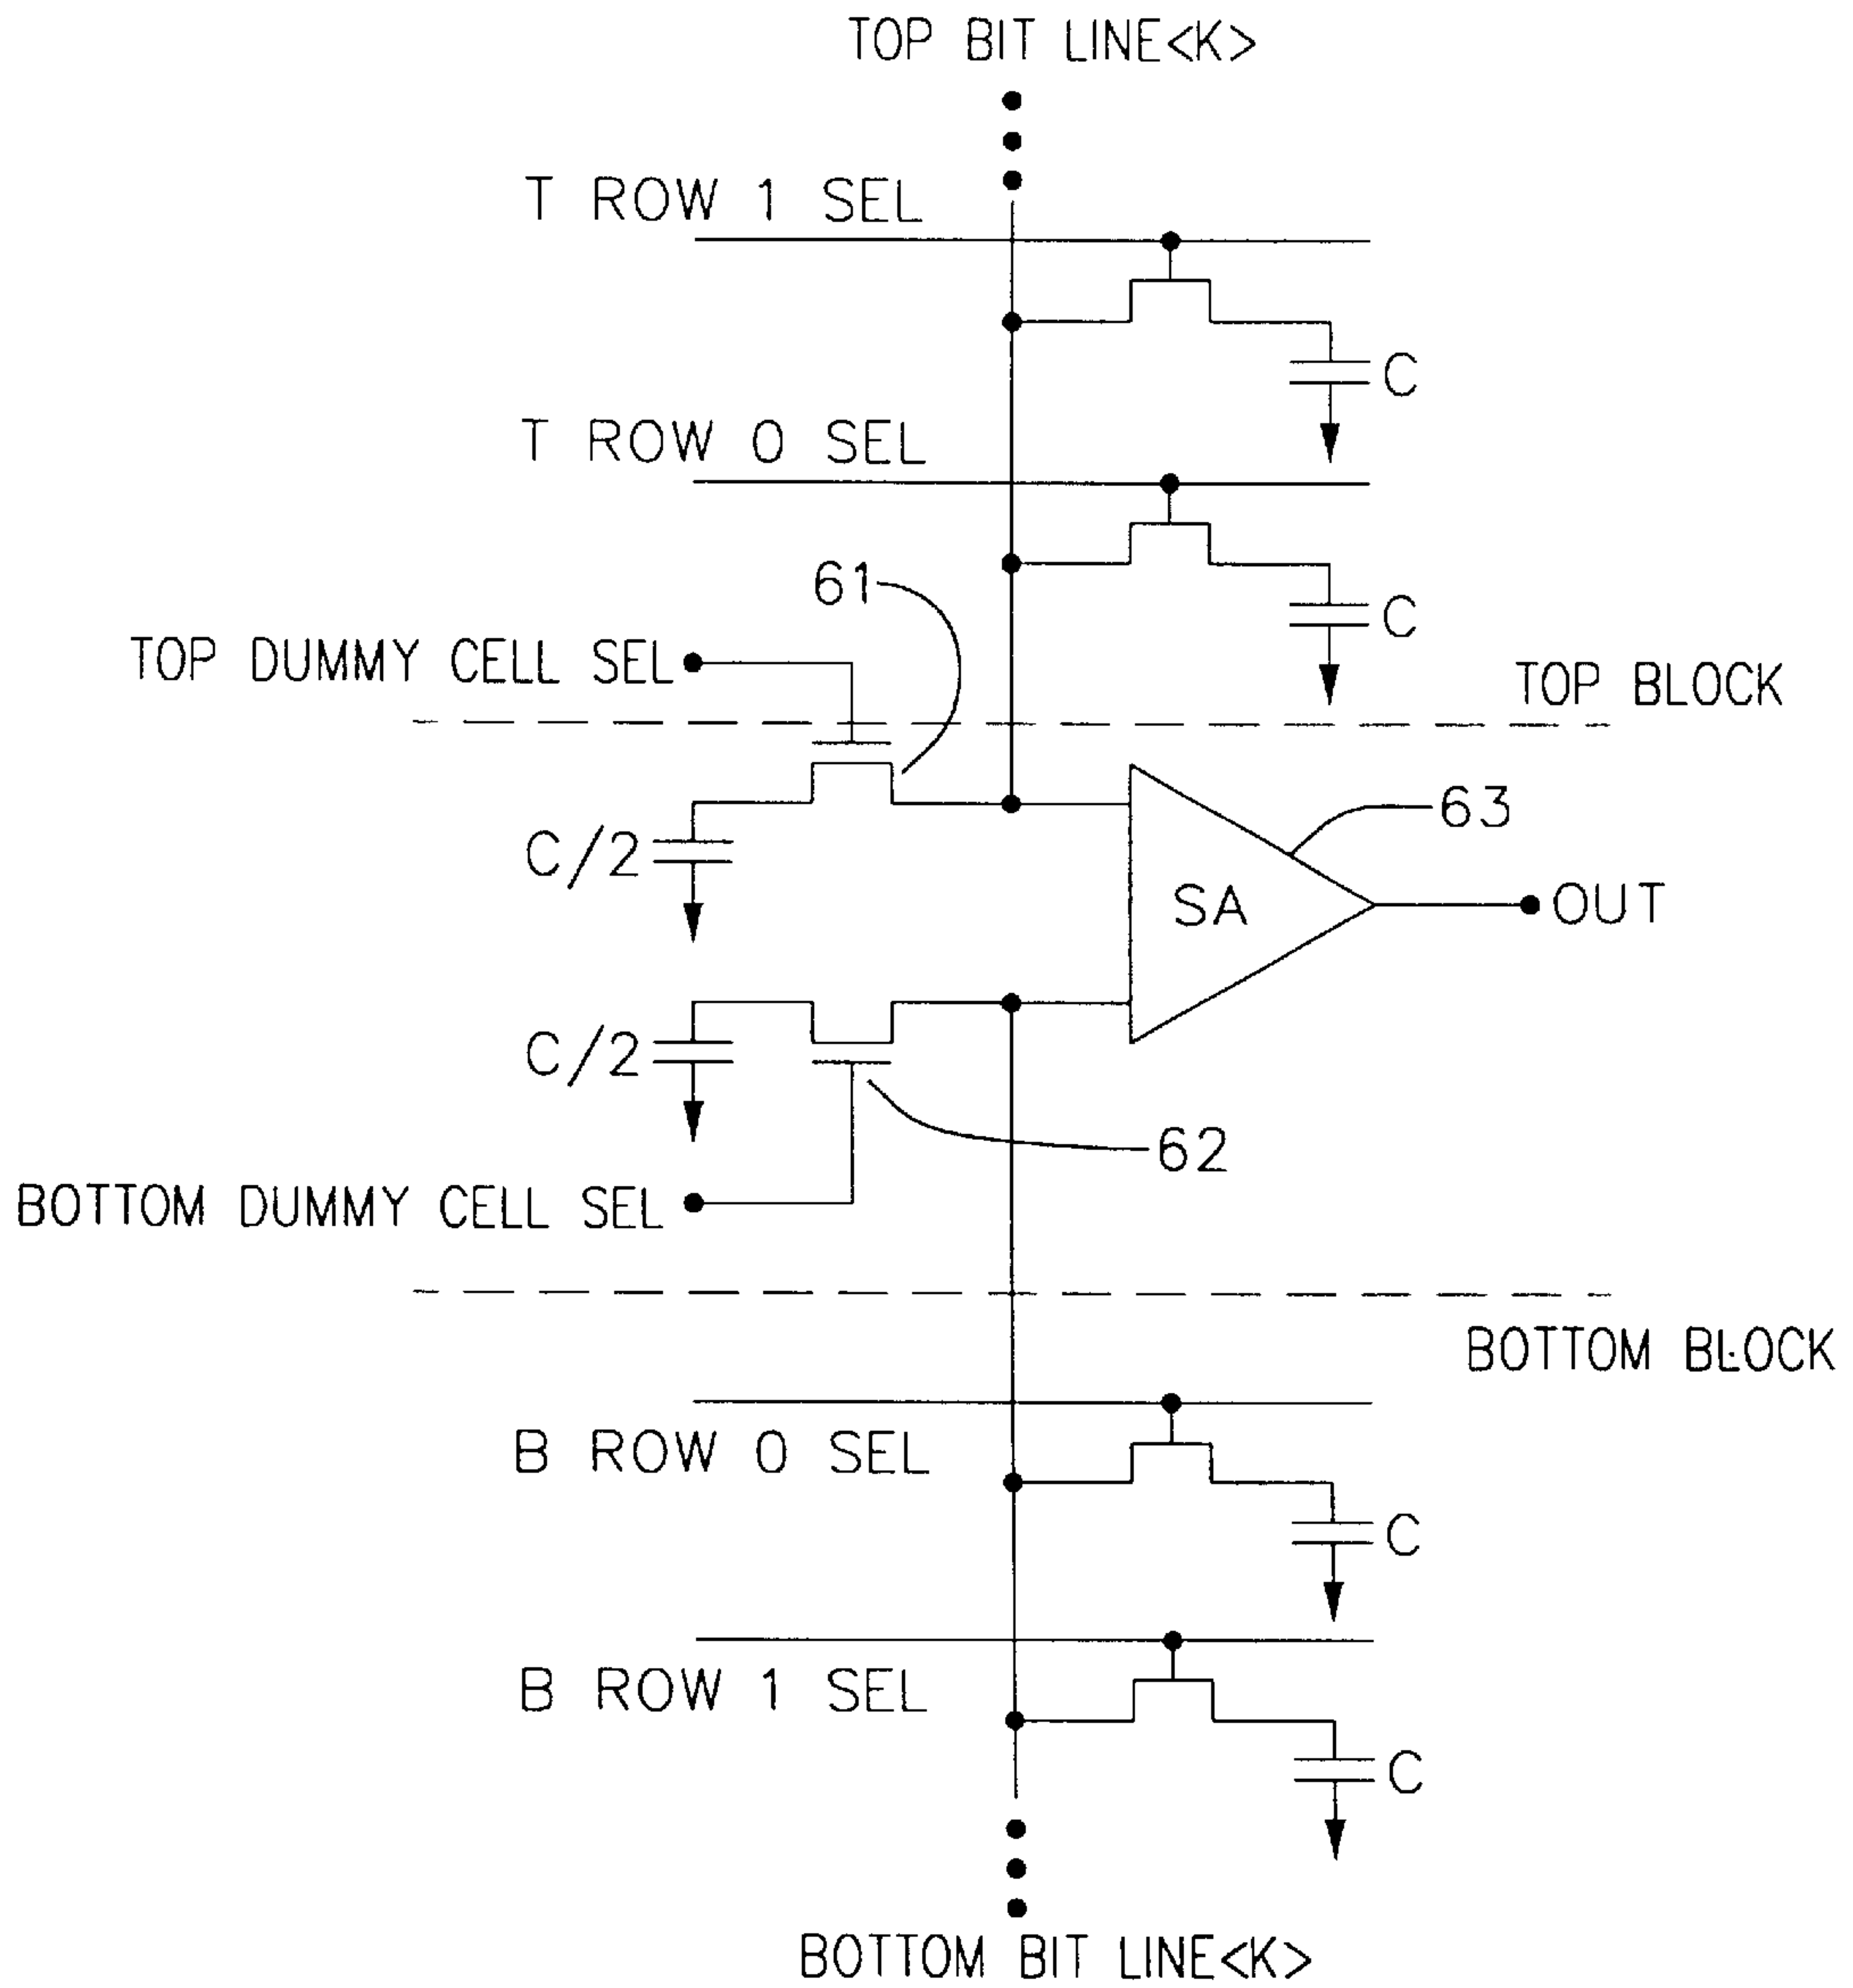 TOP BIT LINE<K>
T ROW 1 SEL
C
T ROW 0 SEL
61
C
TOP DUMMY CELL SEL
TOP BLOCK
63
C/2
SA
OUT
C/2
62
BOTTOM DUMMY CELL SEL
BOTTOM BLOCK
B ROW 0 SEL
C
B ROW 1 SEL
C
BOTTOM BIT LINE<K>